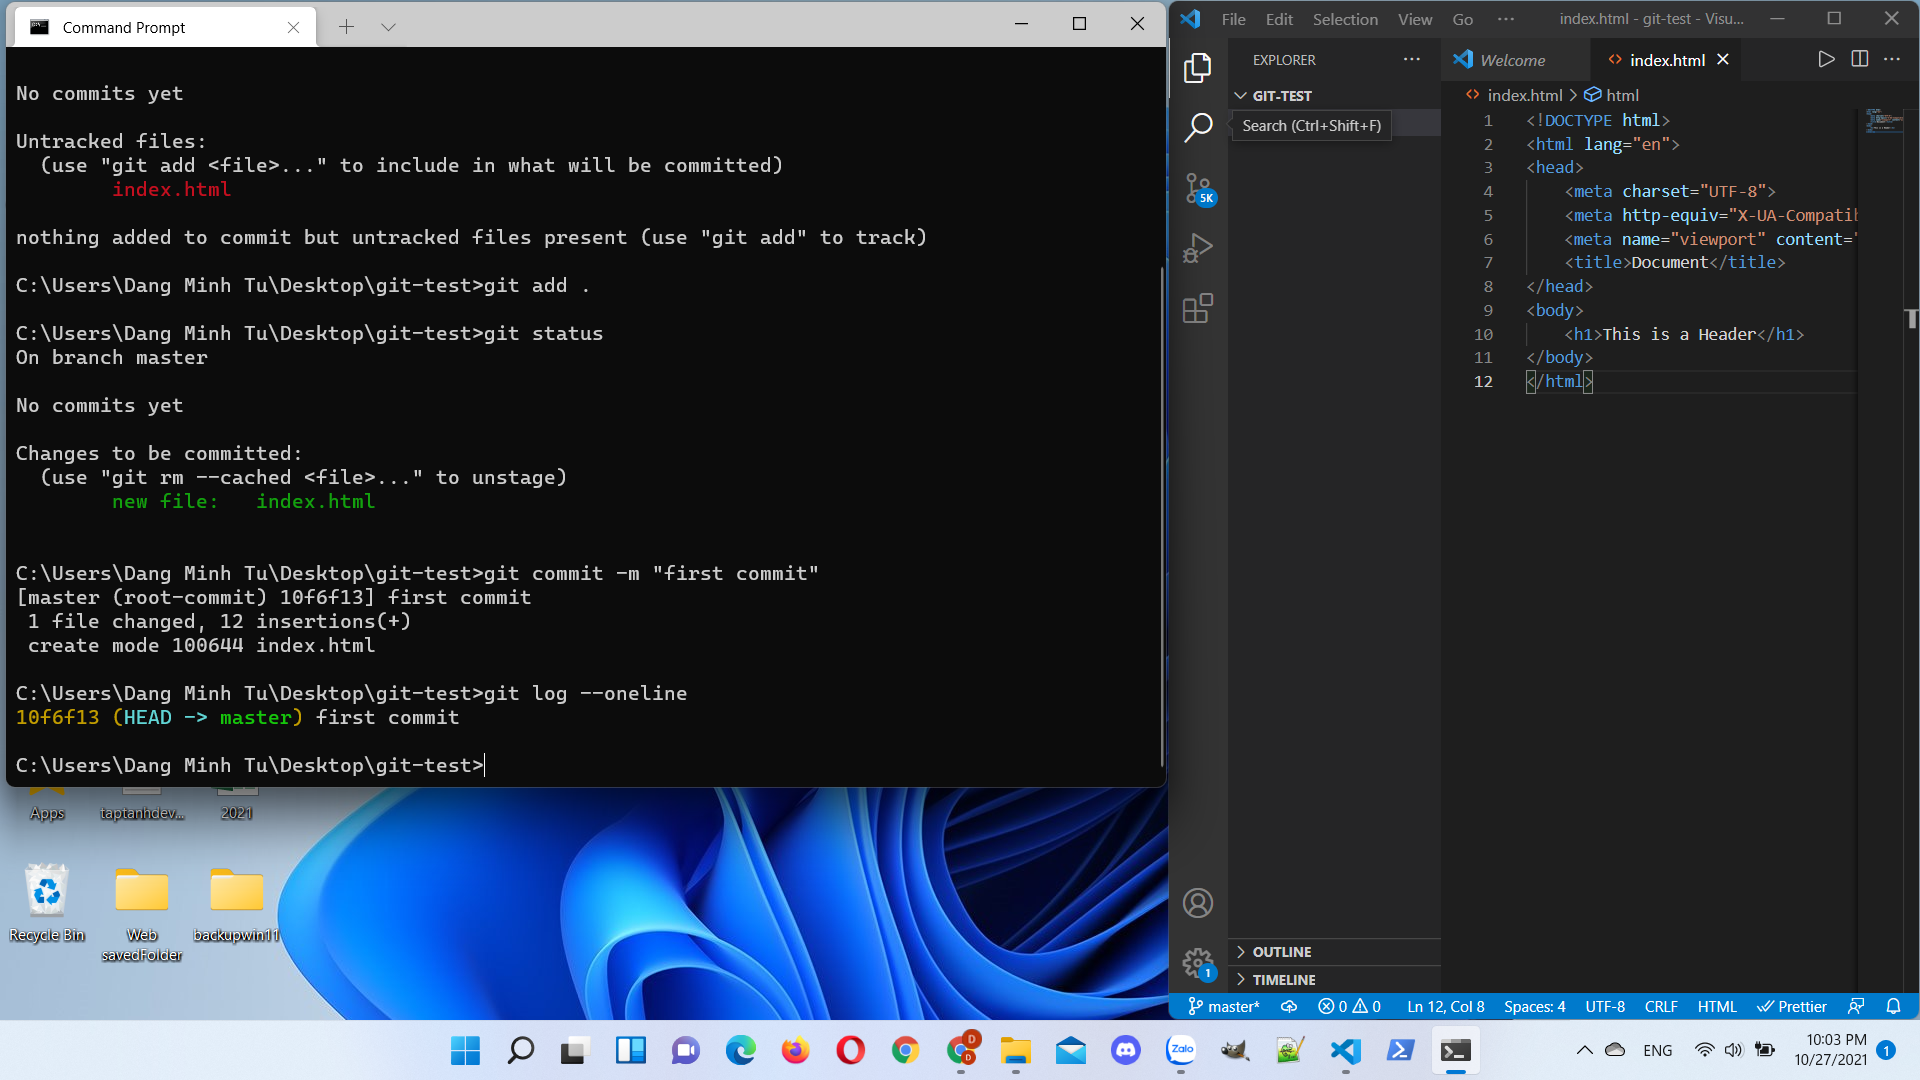 Command Prompt
No commits yet
Untracked files:
(use "git add <file>..." to include in what will be committed)
index.html
nothing added to commit but untracked files present (use "git add" to track)
C:\Users\Dang Minh Tu\Desktop\git-test>git add .
C:\Users\Dang Minh Tu\Desktop\git-test>git status
On branch master
No commits yet
Changes to be committed:
(use "git rm --cached <file>..." to unstage)
new file:   index.html
C:\Users\Dang Minh Tu\Desktop\git-test>git commit -m "first commit"
[master (root-commit) 10f6f13] first commit
1 file changed, 12 insertions(+)
create mode 100644 index.html
C:\Users\Dang Minh Tu\Desktop\git-test>git log --oneline
10f6f13 (HEAD -> master) first commit
C:\Users\Dang Minh Tu\Desktop\git-test>
Apps
taptanhdev...
2021
Recycle Bin
Web savedFolder
backupwin11
File Edit Selection View Go ··· index.html - git-test - Visu...
EXPLORER
Welcome
index.html
GIT-TEST
index.html > html
Search (Ctrl+Shift+F)
5K
1 <!DOCTYPE html>
2 <html lang="en">
3 <head>
4 <meta charset="UTF-8">
5 <meta http-equiv="X-UA-Compatib
6 <meta name="viewport" content="
7 <title>Document</title>
8 </head>
9 <body>
10 <h1>This is a Header</h1>
11 </body>
12 </html>
OUTLINE
1
TIMELINE
master* 0 0 Ln 12, Col 8 Spaces: 4 UTF-8 CRLF HTML Prettier
D
D
Zalo
ENG
10:03 PM
10/27/2021
1